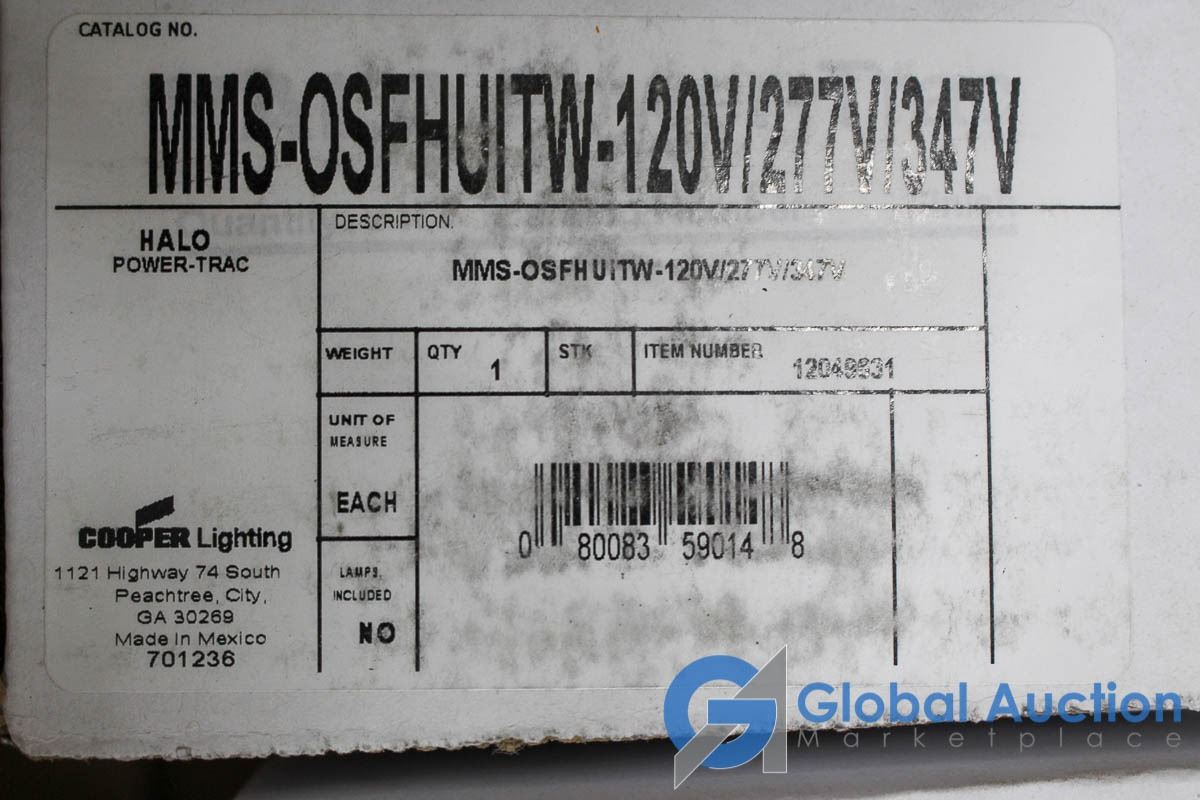 CATALOG NO.
MMS-OSFHUITW-120V/277V/347V
HALO
POWER-TRAC
DESCRIPTION.
MMS-OSFHUITW-120V/277V/347V
WEIGHT
QTY
1
STK
ITEM NUMBER
UNIT OF
MEASURE
EACH
LAMPS.
INCLUDED
NO
0 80083 59014 8
COOPER Lighting
1121 Highway 74 South
Peachtree, City,
GA 30269
Made In Mexico
701236
Global Auction
Marketplace